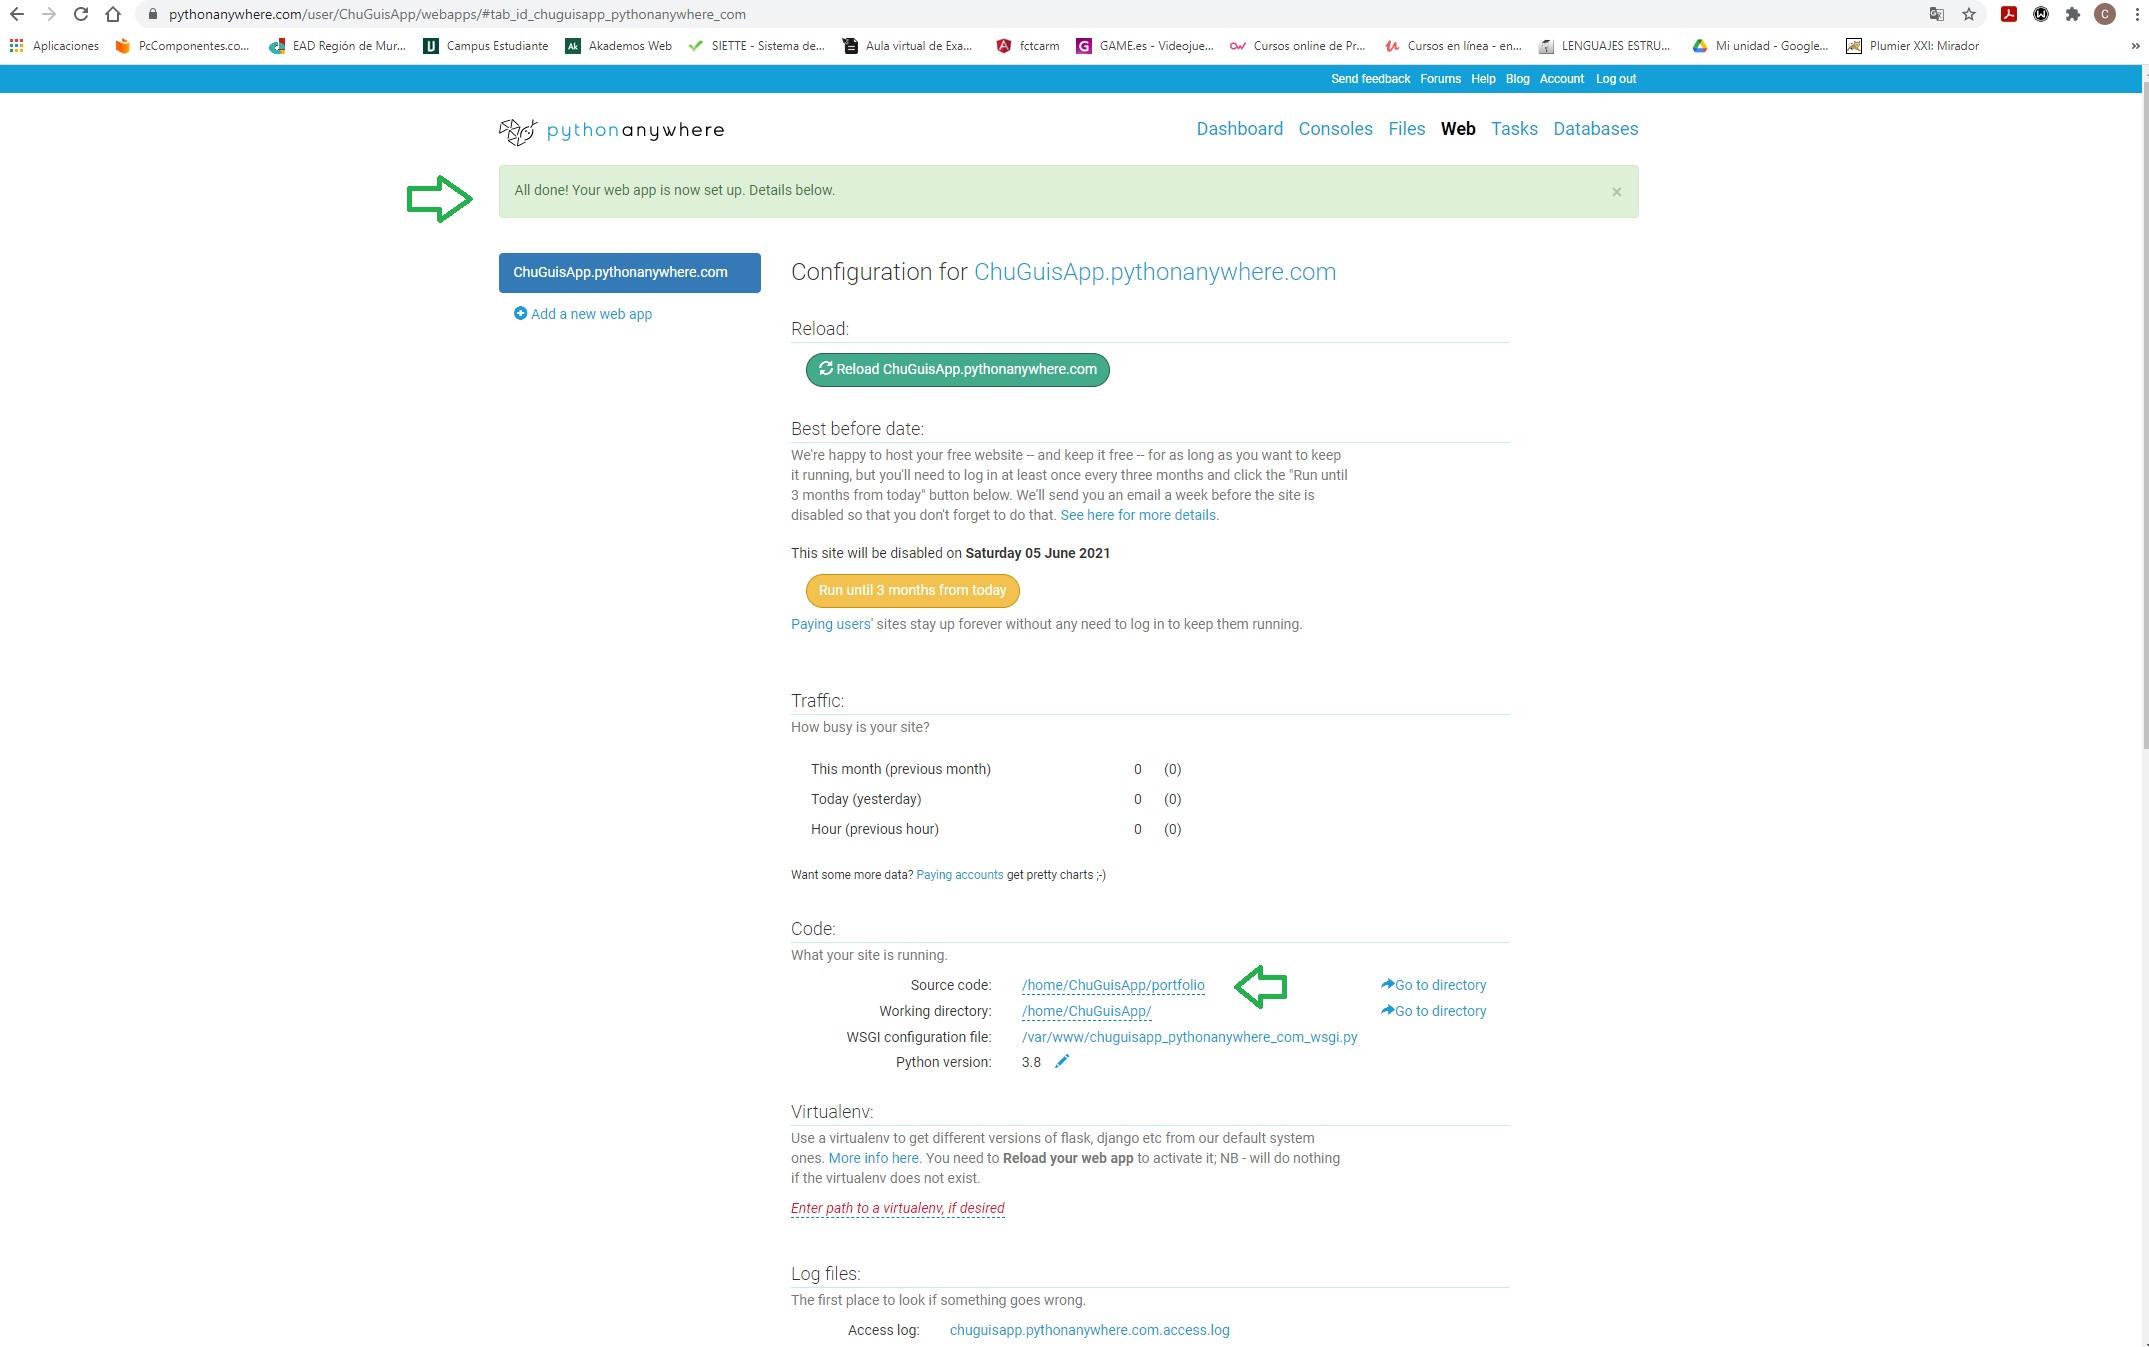 pythonanywhere.com/user/ChuGuisApp/webapps/#tab_id_chuguisapp_pythonanywhere_com
C
Aplicaciones PcComponentes.co... EAD Región de Mur... Campus Estudiante Ak Akademos Web SIETTE - Sistema de... Aula virtual de Exa... fctcarm GAME.es - Videojue... Cursos online de Pr... Cursos en línea - en... LENGUAJES ESTRU... Mi unidad - Google... Plumier XXI: Mirador »
Send feedback Forums Help Blog Account Log out
pythonanywhere
Dashboard Consoles Files Web Tasks Databases
All done! Your web app is now set up. Details below. ×
ChuGuisApp.pythonanywhere.com
Add a new web app
Configuration for ChuGuisApp.pythonanywhere.com
Reload:
Reload ChuGuisApp.pythonanywhere.com
Best before date:
We're happy to host your free website -- and keep it free -- for as long as you want to keep
it running, but you'll need to log in at least once every three months and click the "Run until
3 months from today" button below. We'll send you an email a week before the site is
disabled so that you don't forget to do that. See here for more details.
This site will be disabled on Saturday 05 June 2021
Run until 3 months from today
Paying users' sites stay up forever without any need to log in to keep them running.
Traffic:
How busy is your site?
This month (previous month) 0 (0)
Today (yesterday) 0 (0)
Hour (previous hour) 0 (0)
Want some more data? Paying accounts get pretty charts ;-)
Code:
What your site is running.
Source code: /home/ChuGuisApp/portfolio Go to directory
Working directory: /home/ChuGuisApp/ Go to directory
WSGI configuration file: /var/www/chuguisapp_pythonanywhere_com_wsgi.py
Python version: 3.8
Virtualenv:
Use a virtualenv to get different versions of flask, django etc from our default system
ones. More info here. You need to Reload your web app to activate it; NB - will do nothing
if the virtualenv does not exist.
Enter path to a virtualenv, if desired
Log files:
The first place to look if something goes wrong.
Access log: chuguisapp.pythonanywhere.com.access.log